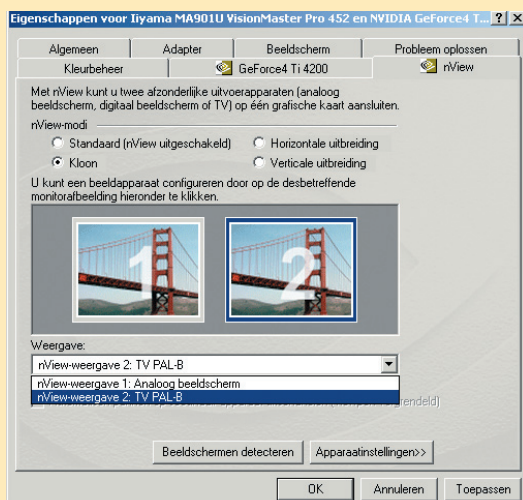 Eigenschappen voor Iiyama MA901U VisionMaster Pro 452 en NVIDIA GeForce4 T...
Algemeen Adapter Beeldscherm Probleem oplossen
Kleurbeheer GeForce4 Ti 4200 nView
Met nView kunt u twee afzonderlijke uitvoerapparaten (analoog
beeldscherm, digitaal beeldscherm of TV) op één grafische kaart aansluiten.
nView-modi
Standaard (nView uitgeschakeld) Horizontale uitbreiding
Kloon Verticale uitbreiding
U kunt een beeldapparaat configureren door op de desbetreffende
monitorafbeelding hieronder te klikken.
1 2
Weergave:
nView-weergave 2: TV PAL-B
nView-weergave 1: Analoog beeldscherm
nView-weergave 2: TV PAL-B
Beeldschermen detecteren Apparaatinstellingen>>
OK Annuleren Toepassen